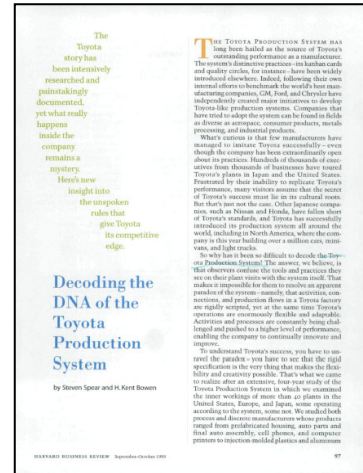 The
Toyota
story has
been intensively
researched and
painstakingly
documented,
yet what really
happens
inside the
company
remains a
mystery.
Here's new
insight into
the unspoken
rules that
give Toyota
its competitive
edge.
Decoding the
DNA of the
Toyota
Production
System
by Steven Spear and H. Kent Bowen
THE TOYOTA PRODUCTION SYSTEM HAS
long been hailed as the source of Toyota's
outstanding performance as a manufacturer.
The system's distinctive practices–its kanban cards
and quality circles, for instance–have been widely
introduced elsewhere. Indeed, following their own
internal efforts to benchmark the world's best man-
ufacturing companies, GM, Ford, and Chrysler have
independently created major initiatives to develop
Toyota-like production systems. Companies that
have tried to adopt the system can be found in fields
as diverse as aerospace, consumer products, metals
processing, and industrial products.
What's curious is that few manufacturers have
managed to imitate Toyota successfully–even
though the company has been extraordinarily open
about its practices. Hundreds of thousands of exec-
utives from thousands of businesses have toured
Toyota's plants in Japan and the United States.
Frustrated by their inability to replicate Toyota's
performance, many visitors assume that the secret
of Toyota's success must lie in its cultural roots.
But that's just not the case. Other Japanese compa-
nies, such as Nissan and Honda, have fallen short
of Toyota's standards, and Toyota has successfully
introduced its production system all around the
world, including in North America, where the com-
pany is this year building over a million cars, mini-
vans, and light trucks.
So why has it been so difficult to decode the Toy-
ota Production System? The answer, we believe, is
that observers confuse the tools and practices they
see on their plant visits with the system itself. That
makes it impossible for them to resolve an apparent
paradox of the system–namely, that activities, con-
nections, and production flows in a Toyota factory
are rigidly scripted, yet at the same time Toyota's
operations are enormously flexible and adaptable.
Activities and processes are constantly being chal-
lenged and pushed to a higher level of performance,
enabling the company to continually innovate and
improve.
To understand Toyota's success, you have to un-
ravel the paradox–you have to see that the rigid
specification is the very thing that makes the flexi-
bility and creativity possible. That's what we came
to realize after an extensive, four-year study of the
Toyota Production System in which we examined
the inner workings of more than 40 plants in the
United States, Europe, and Japan, some operating
according to the system, some not. We studied both
process and discrete manufacturers whose products
ranged from prefabricated housing, auto parts and
final auto assembly, cell phones, and computer
printers to injection-molded plastics and aluminum
HARVARD BUSINESS REVIEW September-October 1999
97